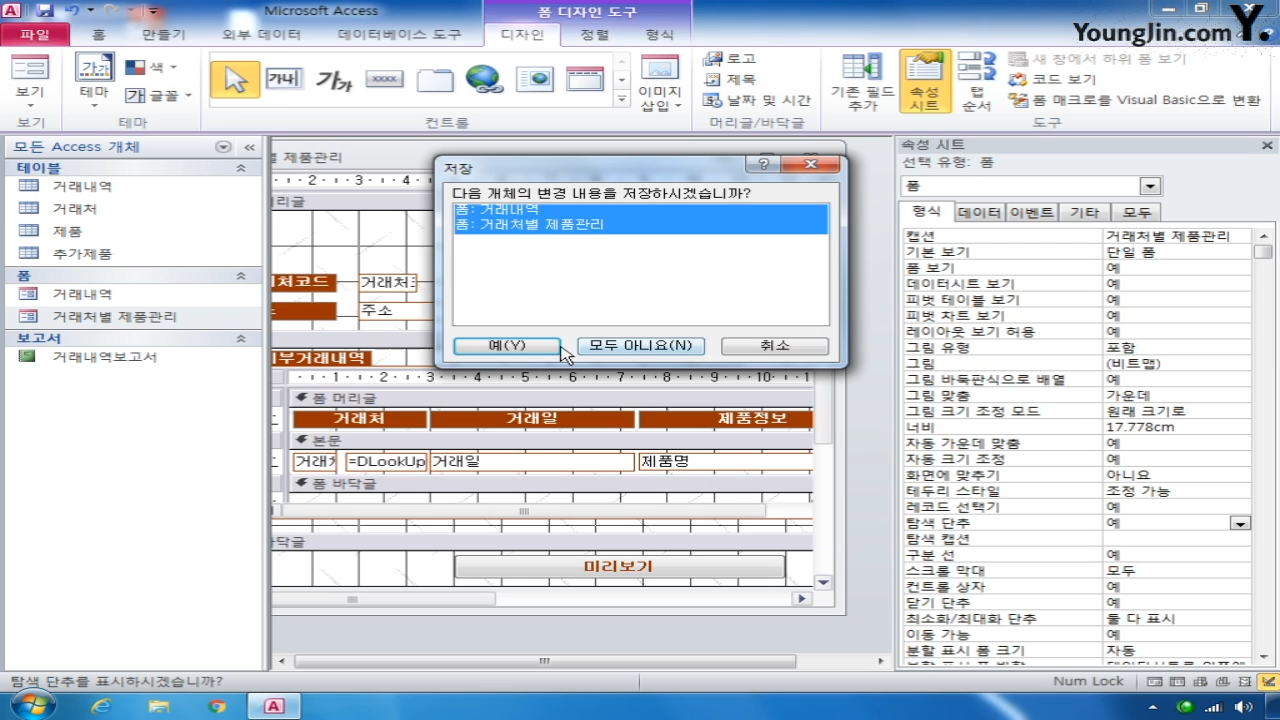 Microsoft Access
폼 디자인 도구
파일
홈
만들기
외부 데이터
데이터베이스 도구
디자인
정렬
형식
YoungJin.com Y.
보기
테마
색
글꼴
가나
가가
xxxx
이미지
삽입
로고
제목
날짜 및 시간
기존 필드
추가
속성
시트
탭
순서
새 창에서 하위 폼 보기
코드 보기
폼 매크로를 Visual Basic으로 변환
보기
테마
컨트롤
머리글/바닥글
도구
모든 Access 개체
테이블
거래내역
거래처
제품
추가제품
폼
거래내역
거래처별 제품관리
보고서
거래내역보고서
제품관리
저장
다음 개체의 변경 내용을 저장하시겠습니까?
폼: 거래내역
폼: 거래처별 제품관리
예(Y)
모두 아니요(N)
취소
처코드
거래처코
주소
부거래내역
폼 머리글
거래처
거래일
제품정보
본문
거래처
=DLookUp
거래일
제품명
폼 바닥글
닥글
미리보기
속성 시트
선택 유형: 폼
폼
형식
데이터
이벤트
기타
모두
캡션 거래처별 제품관리
기본 보기 단일 폼
폼 보기 예
데이터시트 보기 예
피벗 테이블 보기 예
피벗 차트 보기 예
레이아웃 보기 허용 예
그림 유형 포함
그림 (비트맵)
그림 바둑판식으로 배열 예
그림 맞춤 가운데
그림 크기 조정 모드 원래 크기로
너비 17.778cm
자동 가운데 맞춤 예
자동 크기 조정 예
화면에 맞추기 아니요
테두리 스타일 조정 가능
레코드 선택기 예
탐색 단추 예
탐색 캡션
구분 선 예
스크롤 막대 모두
컨트롤 상자 예
닫기 단추 예
최소화/최대화 단추 둘 다 표시
이동 가능 예
분할 표시 폼 크기 자동
탐색 단추를 표시하시겠습니까?
Num Lock